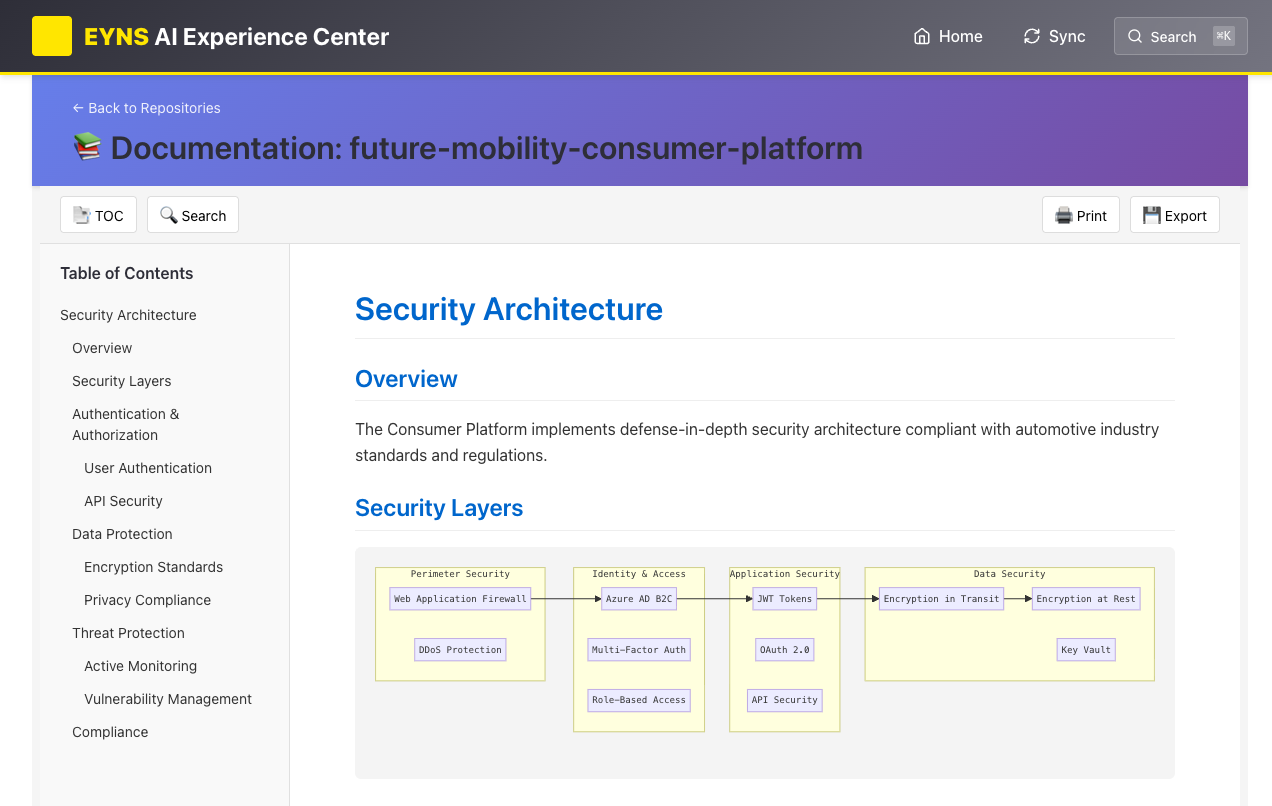 EYNS AI Experience Center
Home
Sync
Search
⌘K
← Back to Repositories
📚 Documentation: future-mobility-consumer-platform
📑 TOC
🔍 Search
🖨️ Print
💾 Export
Table of Contents
Security Architecture
Overview
Security Layers
Authentication &
Authorization
User Authentication
API Security
Data Protection
Encryption Standards
Privacy Compliance
Threat Protection
Active Monitoring
Vulnerability Management
Compliance
Security Architecture
Overview
The Consumer Platform implements defense-in-depth security architecture compliant with automotive industry
standards and regulations.
Security Layers
Perimeter Security
Web Application Firewall
DDoS Protection
Identity & Access
Azure AD B2C
Multi-Factor Auth
Role-Based Access
Application Security
JWT Tokens
OAuth 2.0
API Security
Data Security
Encryption in Transit
Encryption at Rest
Key Vault